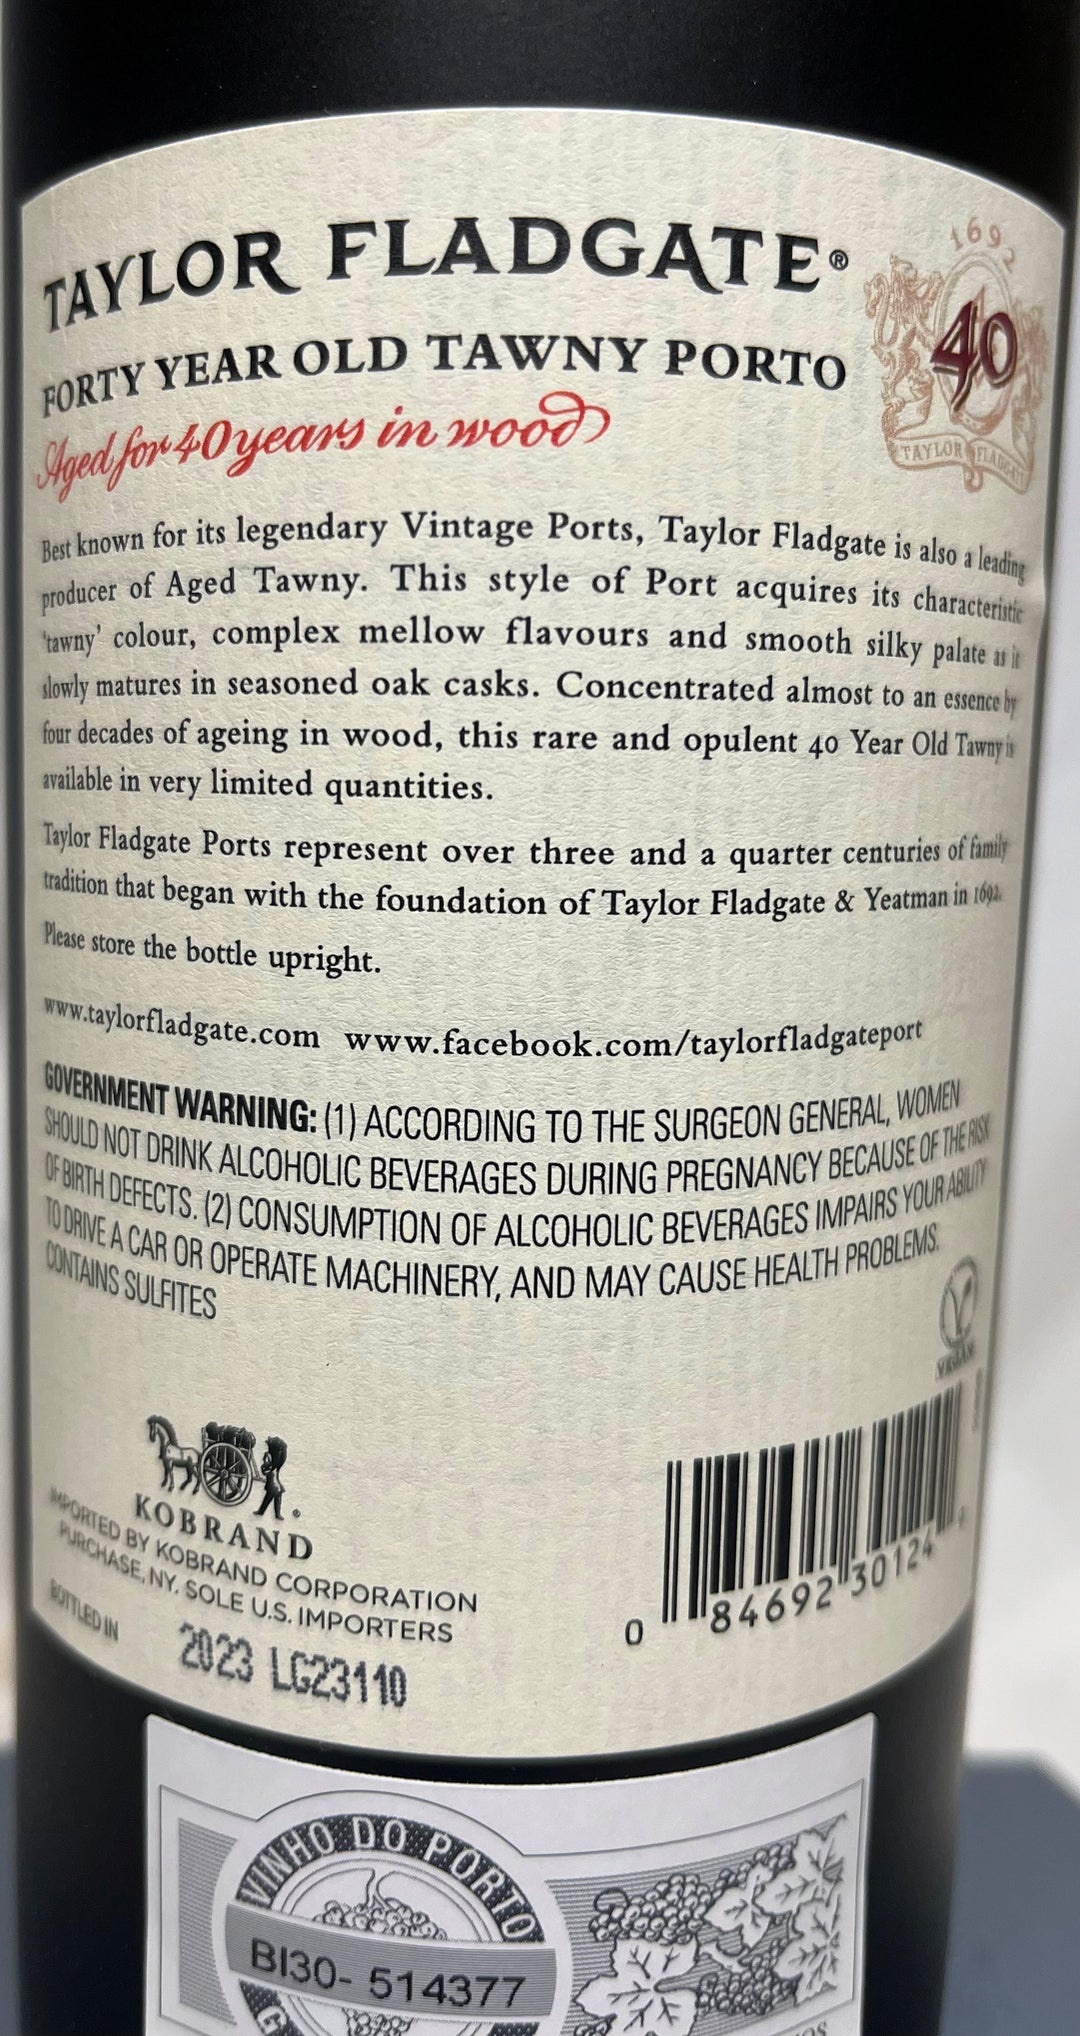 TAYLOR FLADGATE®
1692
40
TAYLOR FLADGATE
FORTY YEAR OLD TAWNY PORTO
Aged for 40 years in wood
Best known for its legendary Vintage Ports, Taylor Fladgate is also a leading
producer of Aged Tawny. This style of Port acquires its characteristic
'tawny' colour, complex mellow flavours and smooth silky palate as it
slowly matures in seasoned oak casks. Concentrated almost to an essence by
four decades of ageing in wood, this rare and opulent 40 Year Old Tawny is
available in very limited quantities.
Taylor Fladgate Ports represent over three and a quarter centuries of family
tradition that began with the foundation of Taylor Fladgate & Yeatman in 1692.
Please store the bottle upright.
www.taylorfladgate.com www.facebook.com/taylorfladgateport
GOVERNMENT WARNING: (1) ACCORDING TO THE SURGEON GENERAL, WOMEN
SHOULD NOT DRINK ALCOHOLIC BEVERAGES DURING PREGNANCY BECAUSE OF THE RISK
OF BIRTH DEFECTS. (2) CONSUMPTION OF ALCOHOLIC BEVERAGES IMPAIRS YOUR ABILITY
TO DRIVE A CAR OR OPERATE MACHINERY, AND MAY CAUSE HEALTH PROBLEMS.
CONTAINS SULFITES
VEGAN
KOBRAND
IMPORTED BY KOBRAND CORPORATION
PURCHASE, NY. SOLE U.S. IMPORTERS
BOTTLED IN
2023 LG23110
0 84692 30124
VINHO DO PORTO
BI30- 514377